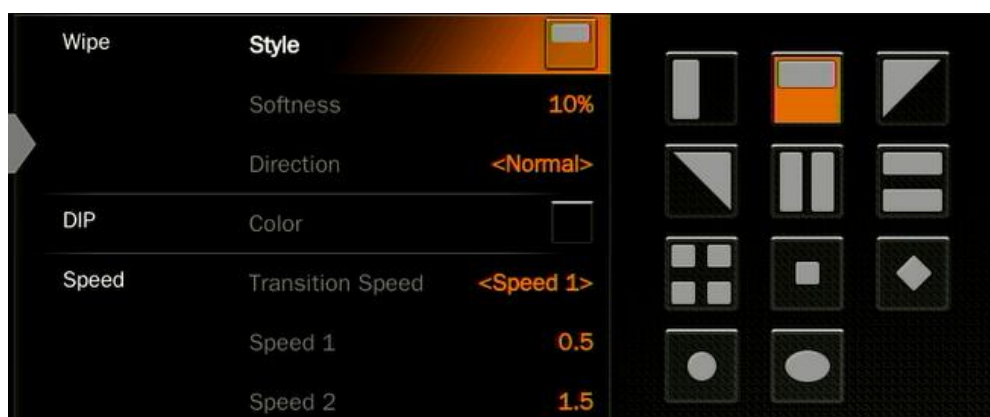 Wipe Style
Softness 10%
Direction <Normal>
DIP Color
Speed Transition Speed <Speed 1>
Speed 1 0.5
Speed 2 1.5